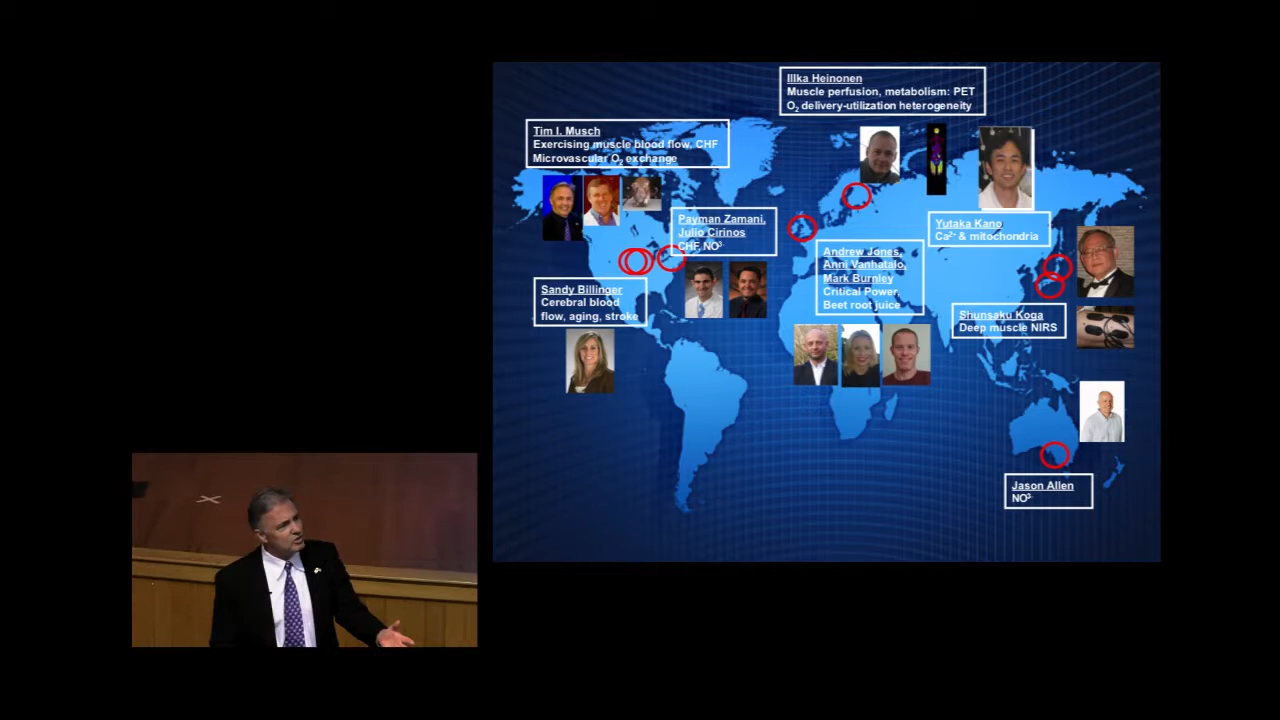 Illka Heinonen
Muscle perfusion, metabolism: PET
O₂ delivery-utilization heterogeneity
Tim I. Musch
Exercising muscle blood flow, CHF
Microvascular O₂ exchange
Payman Zamani,
Julio Cirinos
CHF, NO³⁻
Yutaka Kano
Ca²⁺ & mitochondria
Andrew Jones,
Anni Vanhatalo,
Mark Burnley
Critical Power,
Beet root juice
Sandy Billinger
Cerebral blood
flow, aging, stroke
Shunsaku Koga
Deep muscle NIRS
Jason Allen
NO³⁻